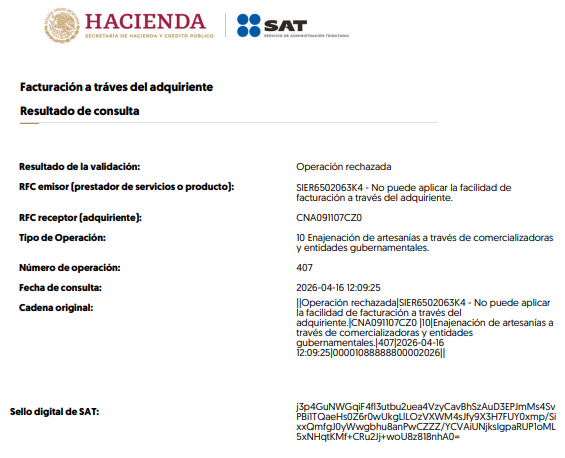 HACIENDA
SECRETARÍA DE HACIENDA Y CRÉDITO PÚBLICO
SAT
SERVICIO DE ADMINISTRACIÓN TRIBUTARIA
Facturación a tráves del adquiriente
Resultado de consulta
Resultado de la validación: Operación rechazada
RFC emisor (prestador de servicios o producto): SIER6502063K4 - No puede aplicar la facilidad de
facturación a través del adquiriente.
RFC receptor (adquiriente): CNA091107CZ0
Tipo de Operación: 10 Enajenación de artesanías a través de comercializadoras
y entidades gubernamentales.
Número de operación: 407
Fecha de consulta: 2026-04-16 12:09:25
Cadena original: ||Operación rechazada|SIER6502063K4 - No puede aplicar
la facilidad de facturación a través del
adquiriente.|CNA091107CZ0 |10|Enajenación de artesanías a
través de comercializadoras y entidades
gubernamentales.|407|2026-04-16
12:09:25|00001088888800002026||
Sello digital de SAT: j3p4GuNWGqiF4fl3utbu2uea4VzyCavBhSzAuD3EPJmMs4Sv
PBi1TQaeHs0Z6r0wUkgLlLOzVXWM4sJfy9X3H7FUY0xmp/Si
xxQmfgJ0yWwgbhu8anPwCZZZ/YCVAiUNjksIgpaRUP1oML
5xNHqtKMf+CRu2Jj+woU8z818nhA0=